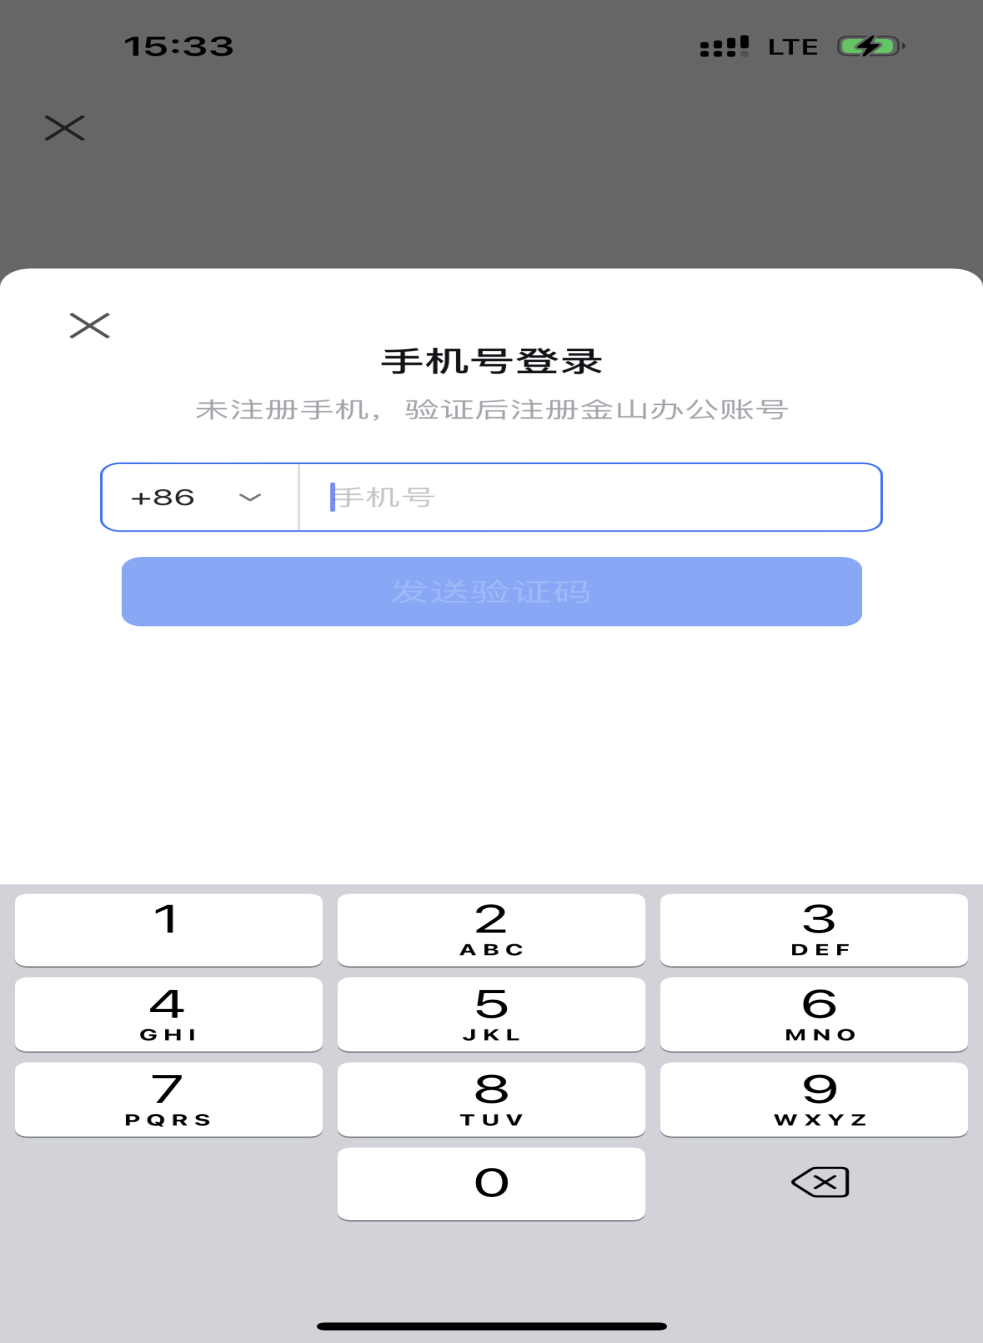 15:33 LTE
手机号登录
未注册手机，验证后注册金山办公账号
+86 手机号
发送验证码
1 2 3
ABC DEF
4 5 6
GHI JKL MNO
7 8 9
PQRS TUV WXYZ
0